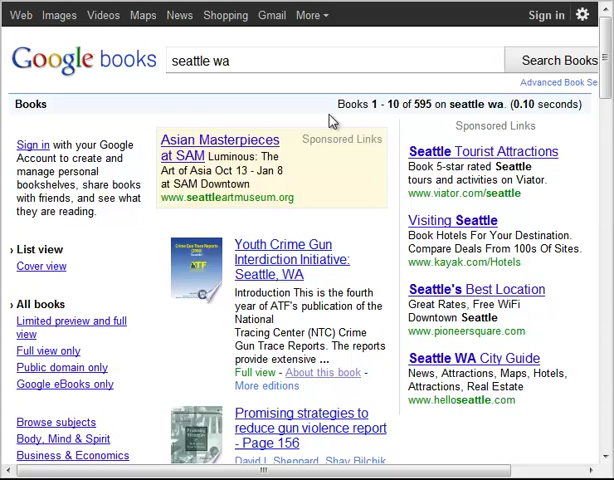 Web Images Videos Maps News Shopping Gmail More Sign in
Google books seattle wa Search Books
Advanced Book Se
Books Books 1 - 10 of 595 on seattle wa. (0.10 seconds)
Sign in with your Google
Account to create and
manage personal
bookshelves, share books
with friends, and see what
they are reading.
› List view
Cover view
› All books
Limited preview and full
view
Full view only
Public domain only
Google eBooks only
Browse subjects
Body, Mind & Spirit
Business & Economics
Asian Masterpieces
at SAM Luminous: The
Art of Asia Oct 13 - Jan 8
at SAM Downtown
www.seattleartmuseum.org
Sponsored Links
Youth Crime Gun
Interdiction Initiative:
Seattle, WA
Introduction This is the fourth
year of ATF's publication of the
National
Tracing Center (NTC) Crime
Gun Trace Reports. The reports
provide extensive ...
Full view - About this book -
More editions
Promising strategies to
reduce gun violence report
- Page 156
David I. Sheppard, Shay Bilchik
Sponsored Links
Seattle Tourist Attractions
Book 5-star rated Seattle
tours and activities on Viator.
www.viator.com/seattle
Visiting Seattle
Book Hotels For Your Destination.
Compare Deals From 100s Of Sites.
www.kayak.com/Hotels
Seattle's Best Location
Great Rates, Free WiFi
Downtown Seattle
www.pioneersquare.com
Seattle WA City Guide
News, Attractions, Maps, Hotels,
Attractions, Real Estate
www.helloseattle.com